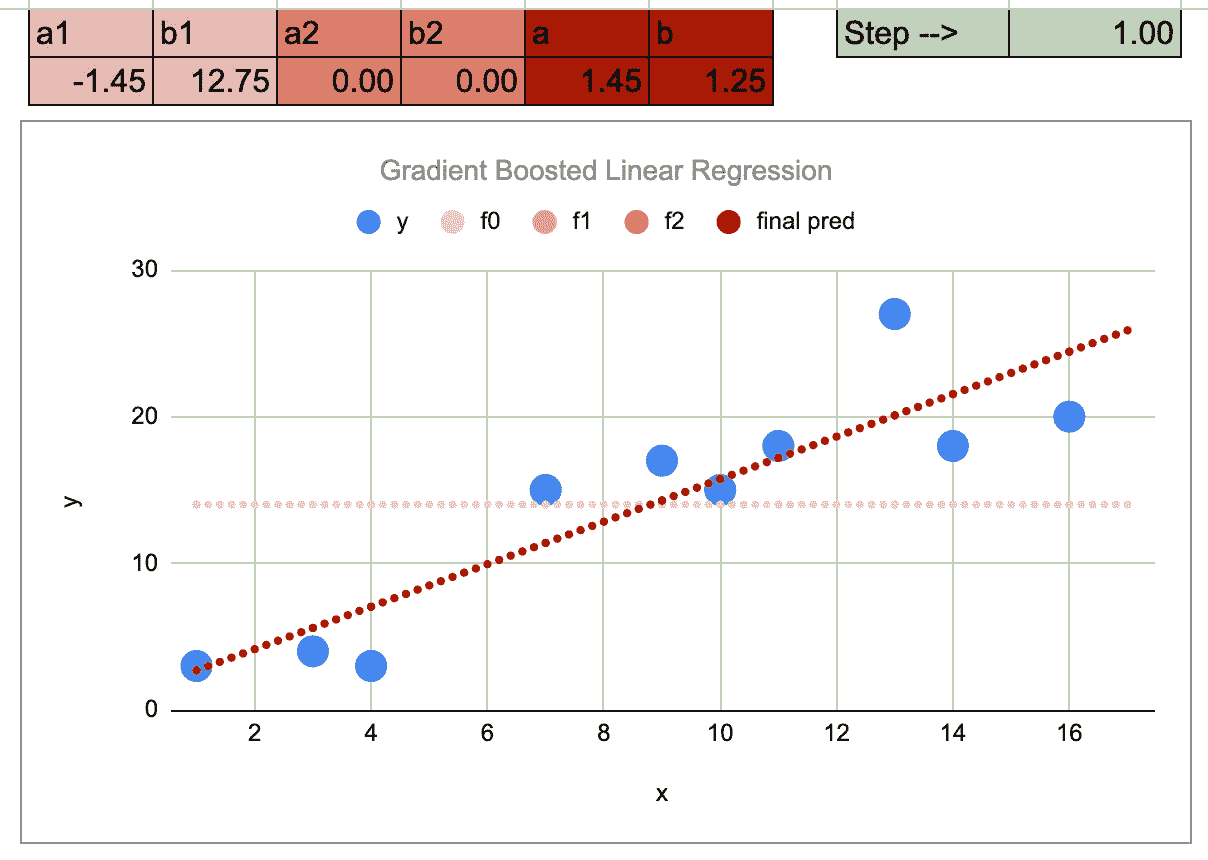 a1 b1 a2 b2 a b Step -->  1.00
-1.45 12.75 0.00 0.00 1.45 1.25
Gradient Boosted Linear Regression
y f0 f1 f2 final pred
30
20
10
0
y
2 4 6 8 10 12 14 16
x